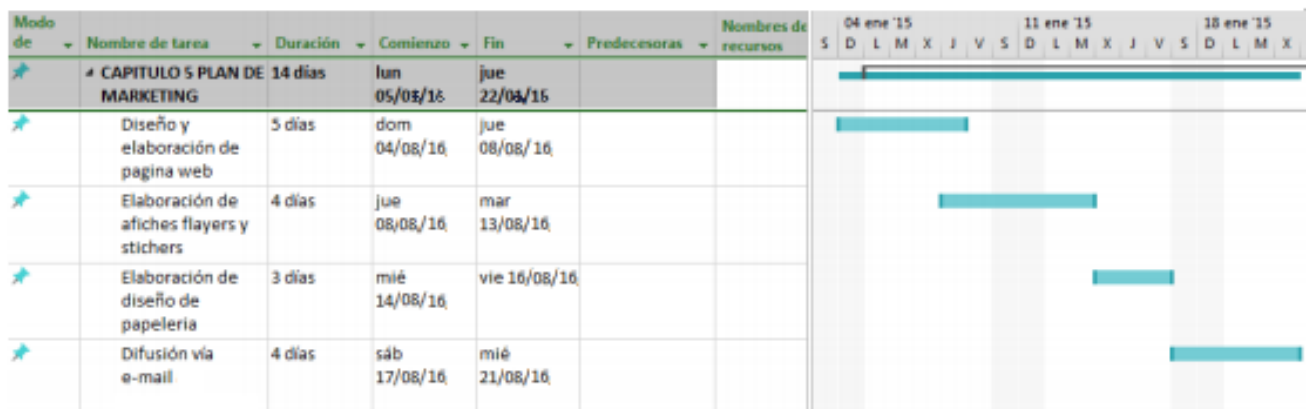 Modo de
Nombre de tarea
Duración
Comienzo
Fin
Predecesoras
Nombres de recursos
04 ene '15
11 ene '15
18 ene '15
S D L M X J V S D L M X J V S D L M X
CAPITULO 5 PLAN DE MARKETING
14 días
lun
jue
Diseño y
elaboración de
pagina web
5 días
dom
04/08/16
jue
08/08/16
Elaboración de
afiches flayers y
stichers
4 días
jue
08/08/16
mar
13/08/16
Elaboración de
diseño de
papeleria
3 días
mié
14/08/16
vie 16/08/16
Difusión vía
e-mail
4 días
sáb
17/08/16
mié
21/08/16